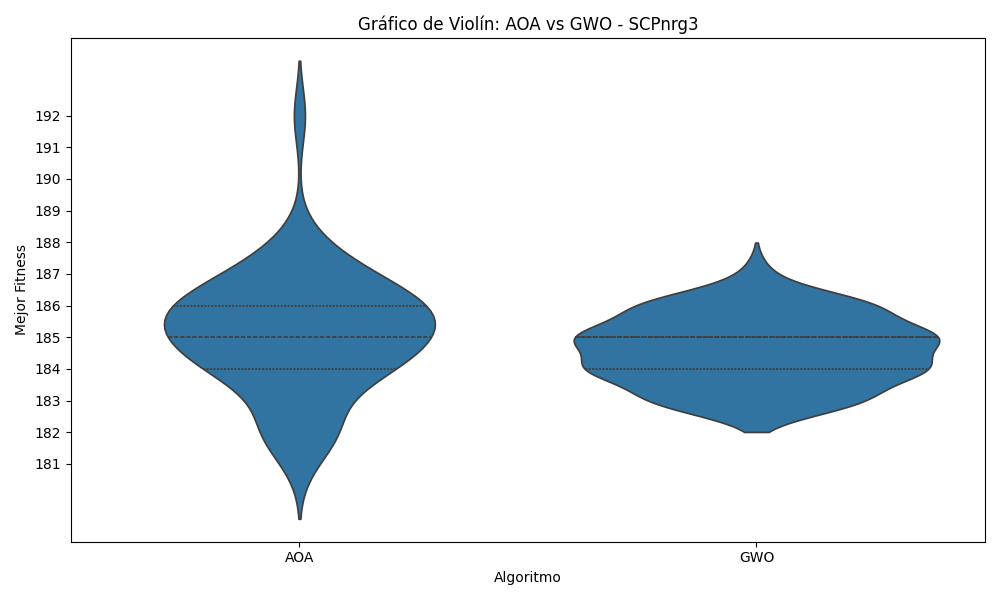 Gráfico de Violín: AOA vs GWO - SCPnrg3
Mejor Fitness
192
191
190
189
188
187
186
185
184
183
182
181
AOA
GWO
Algoritmo